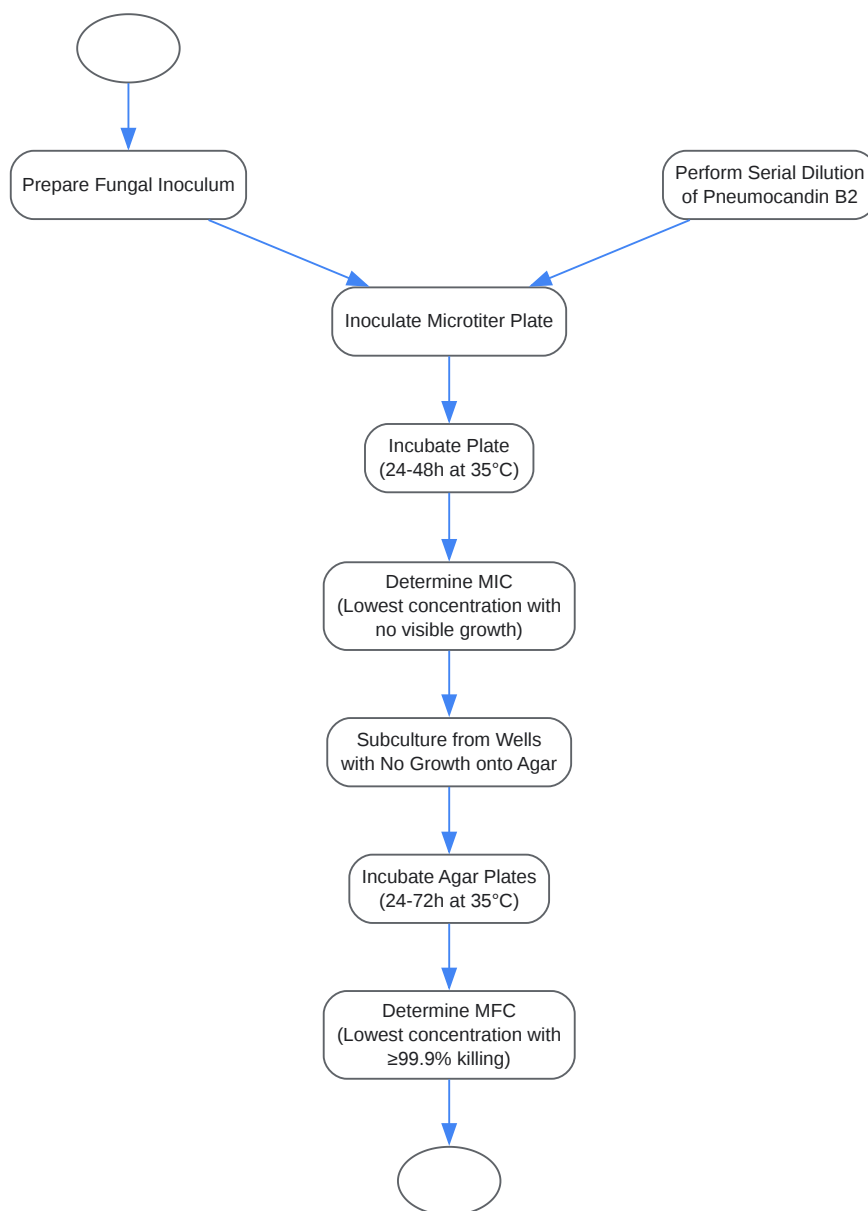 Prepare Fungal Inoculum
Perform Serial Dilution
of Pneumocandin B2
Inoculate Microtiter Plate
Incubate Plate
(24-48h at 35°C)
Determine MIC
(Lowest concentration with
no visible growth)
Subculture from Wells
with No Growth onto Agar
Incubate Agar Plates
(24-72h at 35°C)
Determine MFC
(Lowest concentration with
≥99.9% killing)